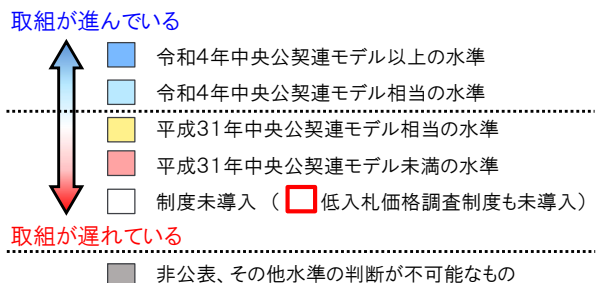 取組が進んでいる
令和4年中央公契連モデル以上の水準
令和4年中央公契連モデル相当の水準
平成31年中央公契連モデル相当の水準
平成31年中央公契連モデル未満の水準
制度未導入 ( 低入札価格調査制度も未導入)
取組が遅れている
非公表、その他水準の判断が不可能なもの